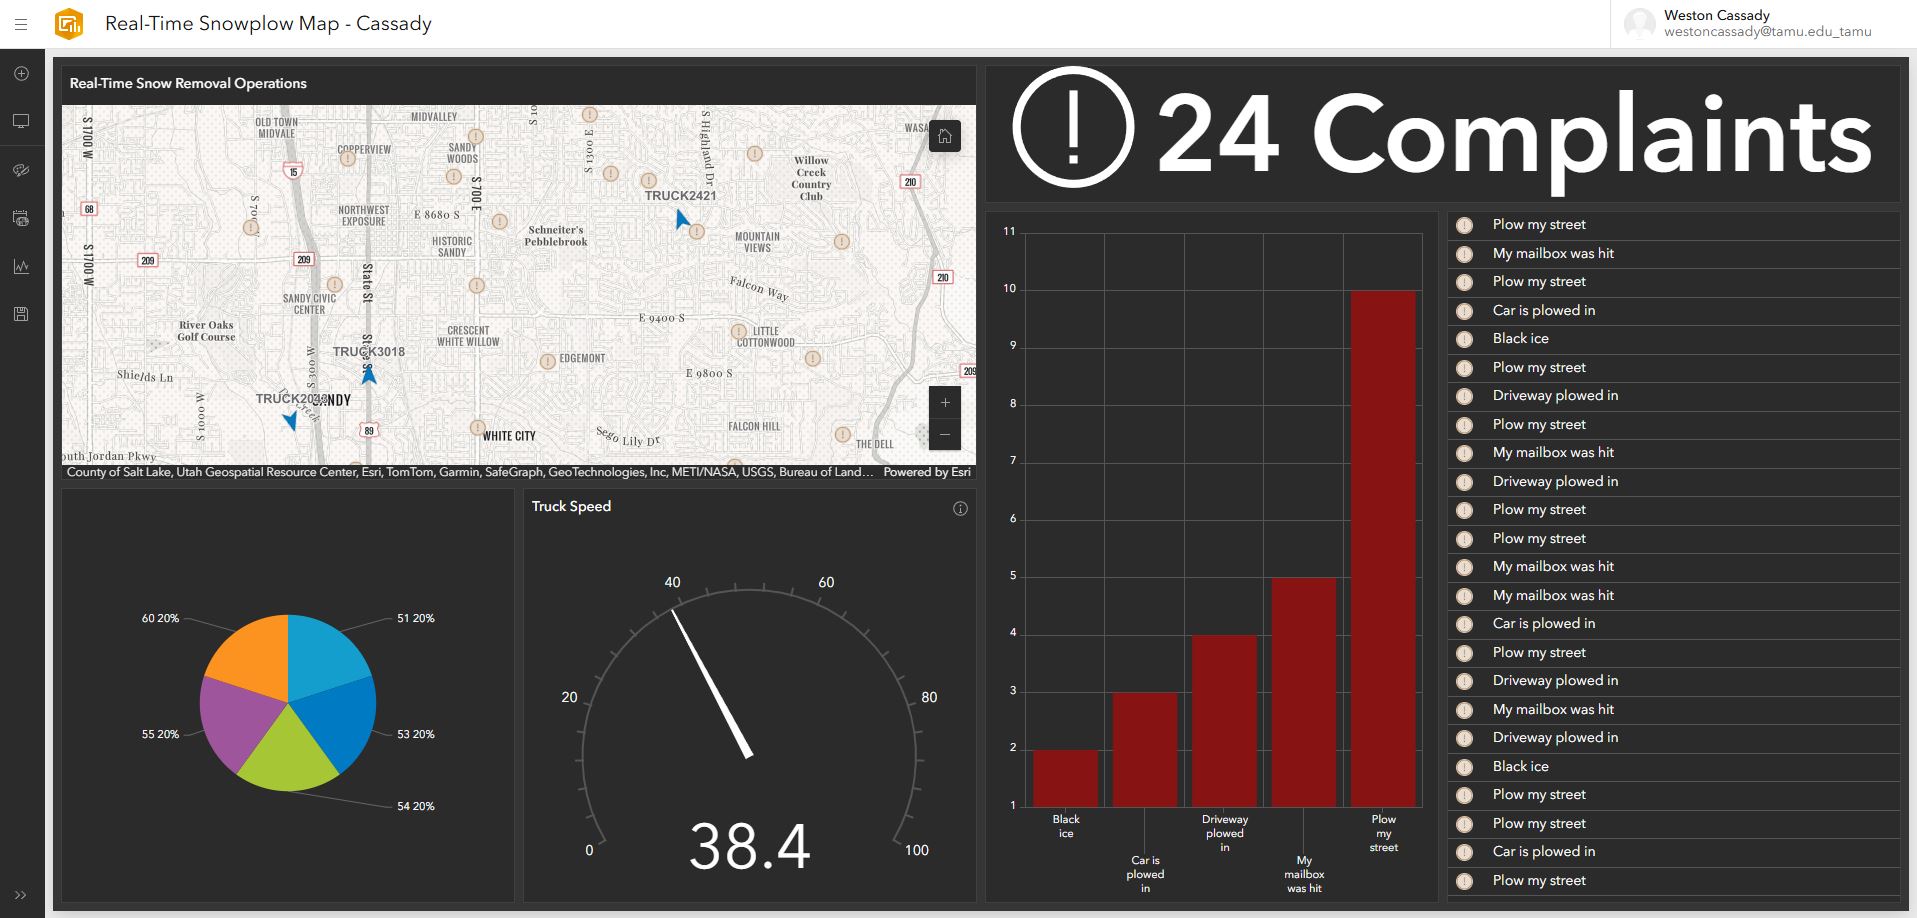 Real-Time Snowplow Map - Cassady
Weston Cassady
westoncassady@tamu.edu_tamu
Real-Time Snow Removal Operations
S 1700 W
OLD TOWN
MIDVALE
MIDVALLEY
S 10
S 1300 E
S Highland Dr
WASA
COPPERVIEW
SANDY
WOODS
Willow
Creek
Country
Club
15
S 700 E
210
68
S 700 W
NORTHWEST
EXPOSURE
E 8680 S
TRUCK2421
Schneiter's
Pebblebrook
MOUNTAIN
VIEWS
HISTORIC
SANDY
S 1700 W
209
209
State St
210
Falcon Way
SANDY CIVIC
CENTER
E 9400 S
River Oaks
Golf Course
CRESCENT
WHITE WILLOW
LITTLE
COTTONWOOD
State St
TRUCK3018
EDGEMONT
Shields Ln
S 300 W
E 9800 S
209
S 1000 W
SANDY
89
WHITE CITY
Sego Lily Dr
FALCON HILL
THE DELL
outh Jordan Pkwy
+
−
County of Salt Lake, Utah Geospatial Resource Center, Esri, TomTom, Garmin, SafeGraph, GeoTechnologies, Inc, METI/NASA, USGS, Bureau of Land... Powered by Esri
60 20%
51 20%
55 20%
53 20%
54 20%
Truck Speed
0
20
40
60
80
100
38.4
24 Complaints
11
10
9
8
7
6
5
4
3
2
1
Black
ice
Car is
plowed
in
Driveway
plowed
in
My
mailbox
was hit
Plow
my
street
Plow my street
My mailbox was hit
Plow my street
Car is plowed in
Black ice
Plow my street
Driveway plowed in
Plow my street
My mailbox was hit
Driveway plowed in
Plow my street
Plow my street
My mailbox was hit
My mailbox was hit
Car is plowed in
Plow my street
Driveway plowed in
My mailbox was hit
Driveway plowed in
Black ice
Plow my street
Plow my street
Car is plowed in
Plow my street